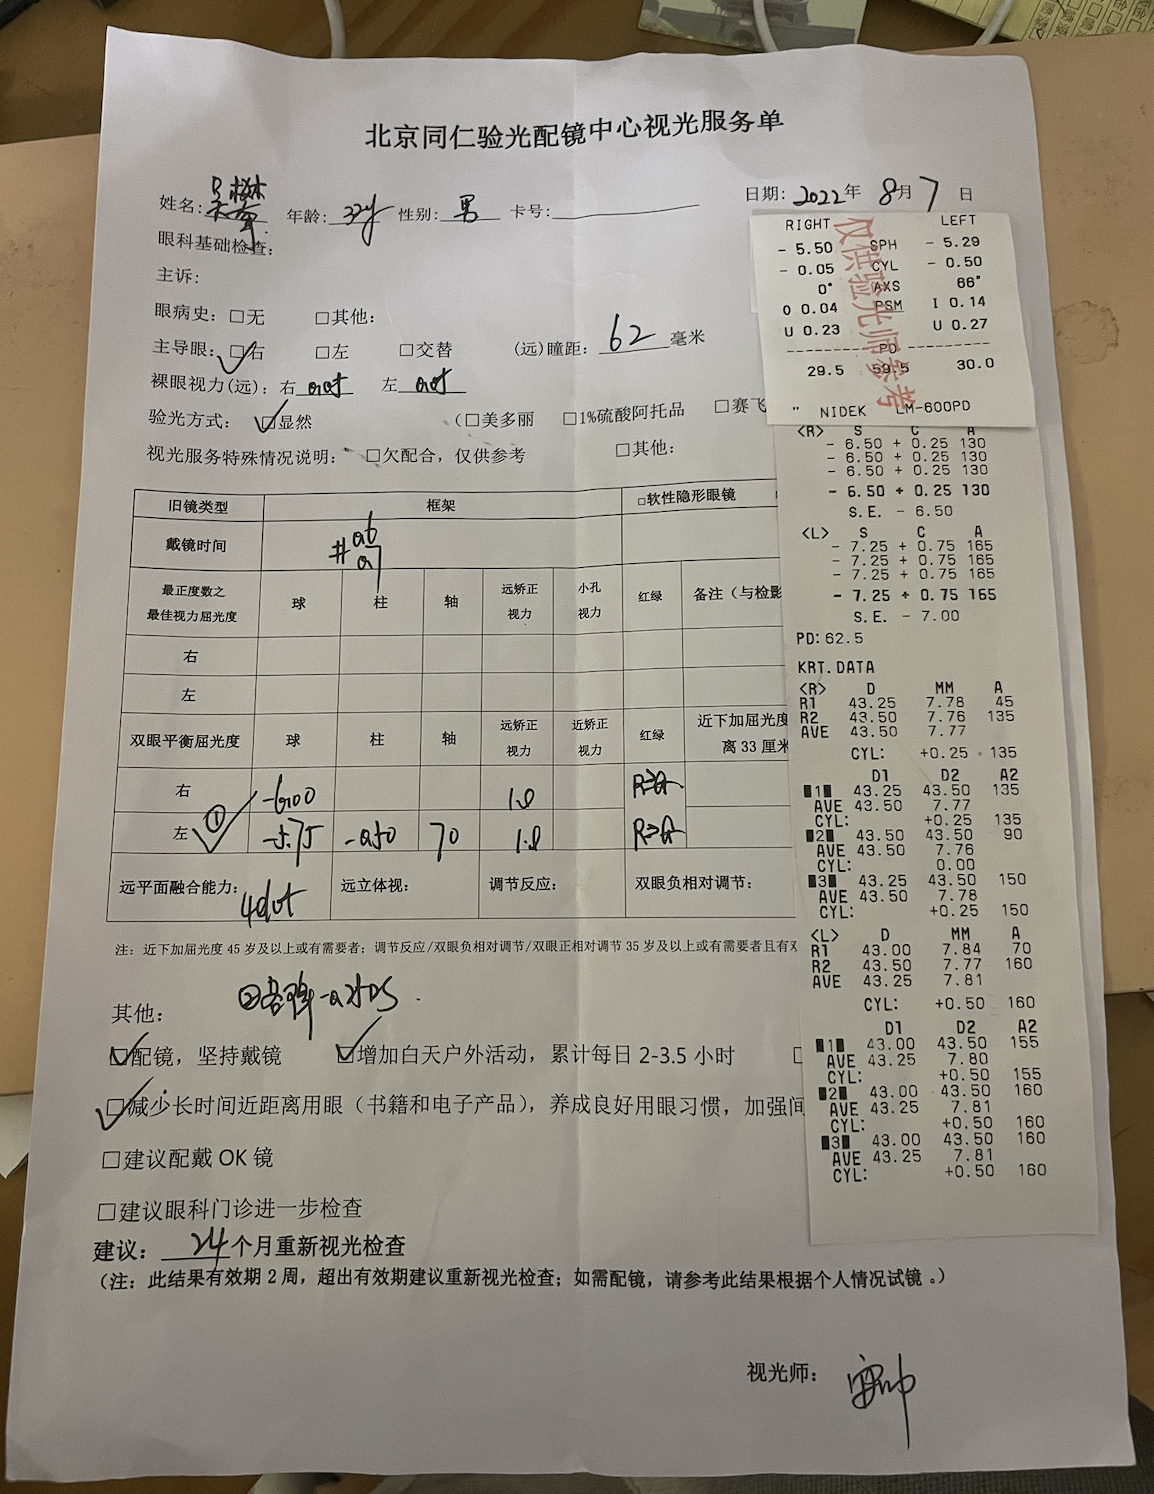 北京同仁验光配镜中心视光服务单
姓名: 年龄: 32y 性别: 男 卡号:
日期: 2022年 8月 7 日
眼科基础检查:
主诉:
眼病史: □无 □其他:
主导眼: □右 □左 □交替 (远)瞳距: 62 毫米
裸眼视力(远): 右 左
验光方式: □显然 (□美多丽 □1%硫酸阿托品 □赛飞
视光服务特殊情况说明: □欠配合,仅供参考 □其他:
旧镜类型 框架 □软性隐形眼镜
戴镜时间
最正度数之最佳视力屈光度 球 柱 轴 远矫正视力 小孔视力 红绿 备注(与检影
右
左
双眼平衡屈光度 球 柱 轴 远矫正视力 近矫正视力 红绿 近下加屈光度
离33厘米
右 -6.00 1.0
① 左 -5.75 -0.50 70 1.0
远平面融合能力: 4dot 远立体视: 调节反应: 双眼负相对调节:
注: 近下加屈光度 45 岁及以上或有需要者; 调节反应/双眼负相对调节/双眼正相对调节 35 岁及以上或有需要者且有双
其他:
□配镜, 坚持戴镜 □增加白天户外活动, 累计每日 2-3.5 小时
□减少长时间近距离用眼(书籍和电子产品), 养成良好用眼习惯, 加强间
□建议配戴 OK 镜
□建议眼科门诊进一步检查
建议: 24 个月重新视光检查
(注: 此结果有效期 2 周, 超出有效期建议重新视光检查; 如需配镜, 请参考此结果根据个人情况试镜。)
视光师:
RIGHT LEFT
- 5.50 SPH - 5.29
- 0.05 CYL - 0.50
0° AXS 66°
O 0.04 PSM I 0.14
U 0.23 U 0.27
PD
29.5 59.5 30.0
" NIDEK LM-600PD
仅供验光师参考
<R> S C A
- 6.50 + 0.25 130
- 6.50 + 0.25 130
- 6.50 + 0.25 130
- 6.50 + 0.25 130
S.E. - 6.50
<L> S C A
- 7.25 + 0.75 165
- 7.25 + 0.75 165
- 7.25 + 0.75 165
- 7.25 + 0.75 165
S.E. - 7.00
PD: 62.5
KRT.DATA
<R> D MM A
R1 43.25 7.78 45
R2 43.50 7.76 135
AVE 43.50 7.77
CYL: +0.25 135
D1 D2 A2
1 43.25 43.50 135
AVE 43.50 7.77
CYL: +0.25 135
2 43.50 43.50 90
AVE 43.50 7.76
CYL: 0.00
3 43.25 43.50 150
AVE 43.50 7.78
CYL: +0.25 150
<L> D MM A
R1 43.00 7.84 70
R2 43.50 7.77 160
AVE 43.25 7.81
CYL: +0.50 160
D1 D2 A2
1 43.00 43.50 155
AVE 43.25 7.80
CYL: +0.50 155
2 43.00 43.50 160
AVE 43.25 7.81
CYL: +0.50 160
3 43.00 43.50 160
AVE 43.25 7.81
CYL: +0.50 160